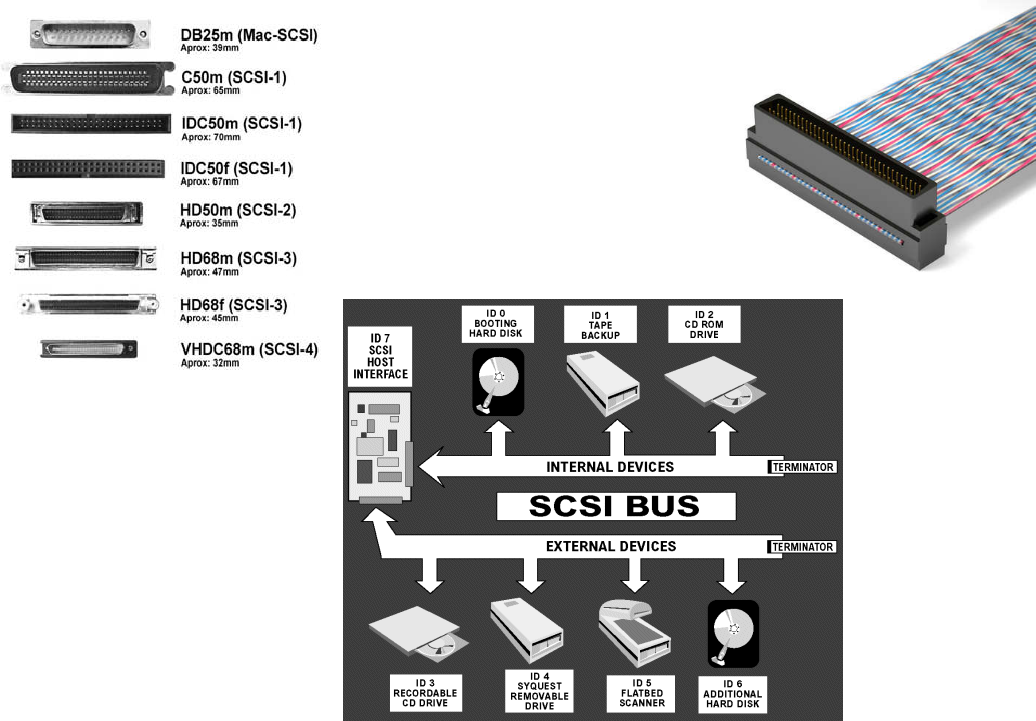 DB25m (Mac-SCSI)
Aprox: 39mm
C50m (SCSI-1)
Aprox: 65mm
IDC50m (SCSI-1)
Aprox: 70mm
IDC50f (SCSI-1)
Aprox: 67mm
HD50m (SCSI-2)
Aprox: 35mm
HD68m (SCSI-3)
Aprox: 47mm
HD68f (SCSI-3)
Aprox: 45mm
VHDC68m (SCSI-4)
Aprox: 32mm
ID 7
SCSI
HOST
INTERFACE
ID 0
BOOTING
HARD DISK
ID 1
TAPE
BACKUP
ID 2
CD ROM
DRIVE
INTERNAL DEVICES
TERMINATOR
SCSI BUS
EXTERNAL DEVICES
TERMINATOR
ID 3
RECORDABLE
CD DRIVE
ID 4
SYQUEST
REMOVABLE
DRIVE
ID 5
FLATBED
SCANNER
ID 6
ADDITIONAL
HARD DISK